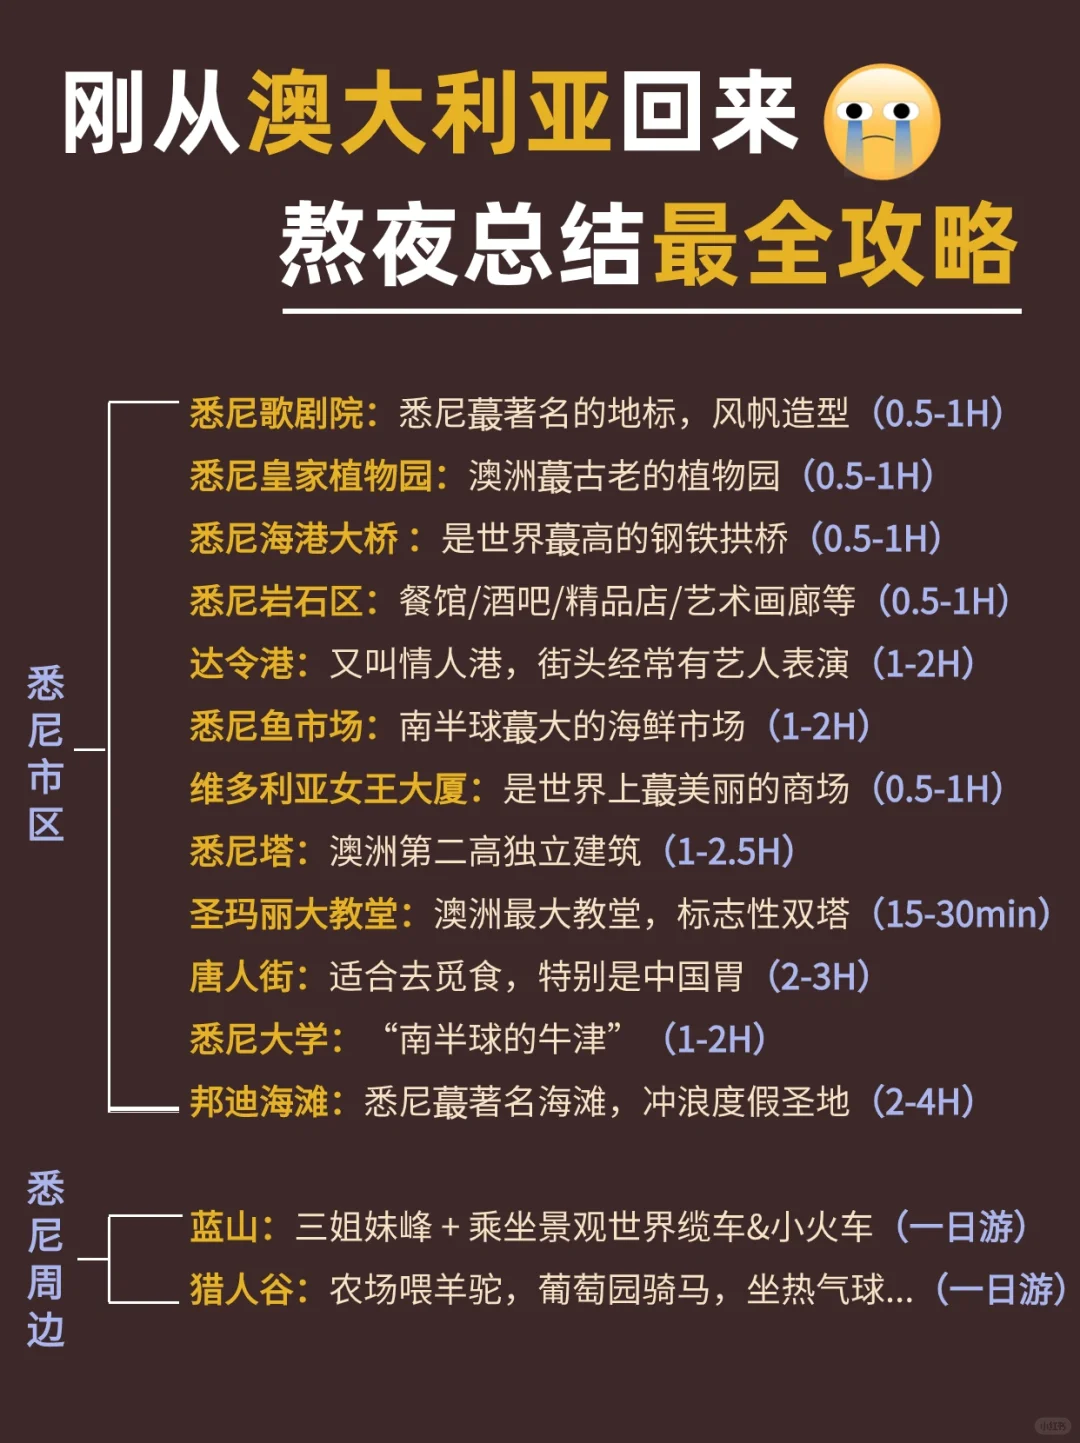 刚从澳大利亚回来
熬夜总结最全攻略
悉尼市区
悉尼歌剧院：悉尼蕞著名的地标，风帆造型（0.5-1H）
悉尼皇家植物园：澳洲蕞古老的植物园（0.5-1H）
悉尼海港大桥 ：是世界蕞高的钢铁拱桥（0.5-1H）
悉尼岩石区：餐馆/酒吧/精品店/艺术画廊等（0.5-1H）
达令港：又叫情人港，街头经常有艺人表演（1-2H）
悉尼鱼市场：南半球蕞大的海鲜市场（1-2H）
维多利亚女王大厦：是世界上蕞美丽的商场（0.5-1H）
悉尼塔：澳洲第二高独立建筑（1-2.5H）
圣玛丽大教堂：澳洲最大教堂，标志性双塔（15-30min）
唐人街：适合去觅食，特别是中国胃（2-3H）
悉尼大学：“南半球的牛津”（1-2H）
邦迪海滩：悉尼蕞著名海滩，冲浪度假圣地（2-4H）
悉尼周边
蓝山：三姐妹峰 + 乘坐景观世界缆车&小火车（一日游）
猎人谷：农场喂羊驼，葡萄园骑马，坐热气球...（一日游）
小红书